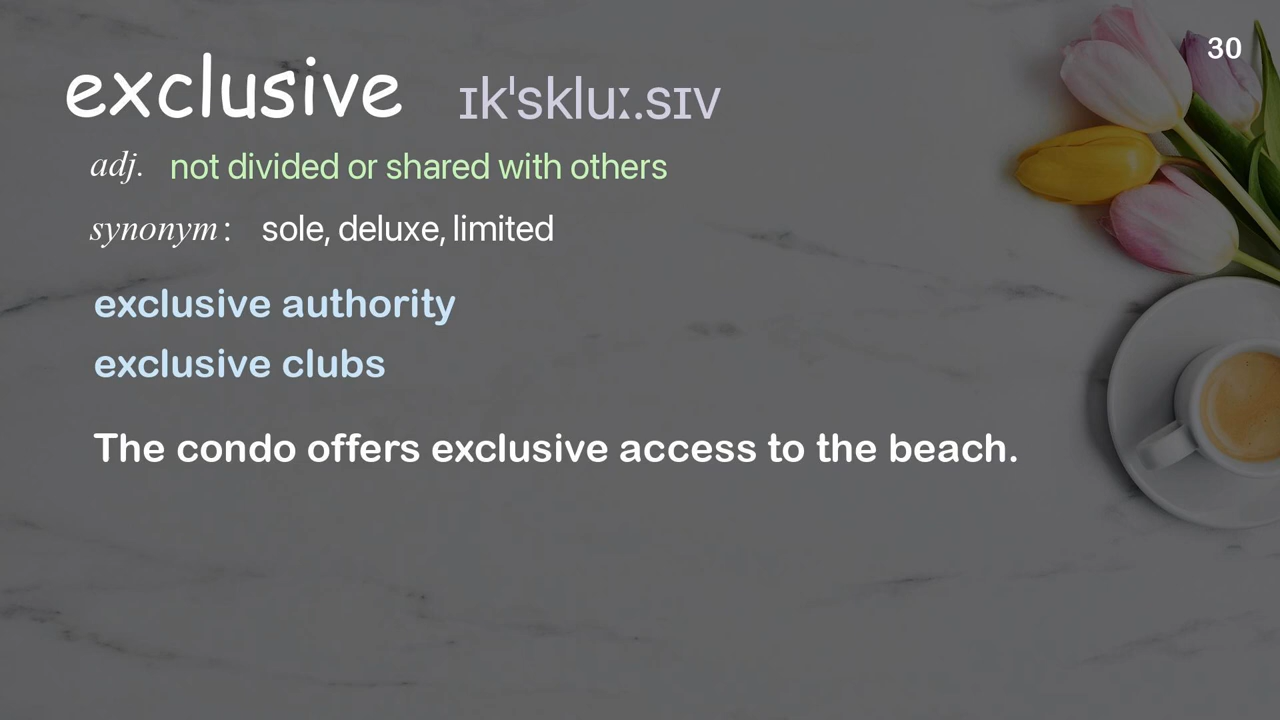 30
exclusive ɪkˈskluː.sɪv
adj. not divided or shared with others
synonym: sole, deluxe, limited
exclusive authority
exclusive clubs
The condo offers exclusive access to the beach.